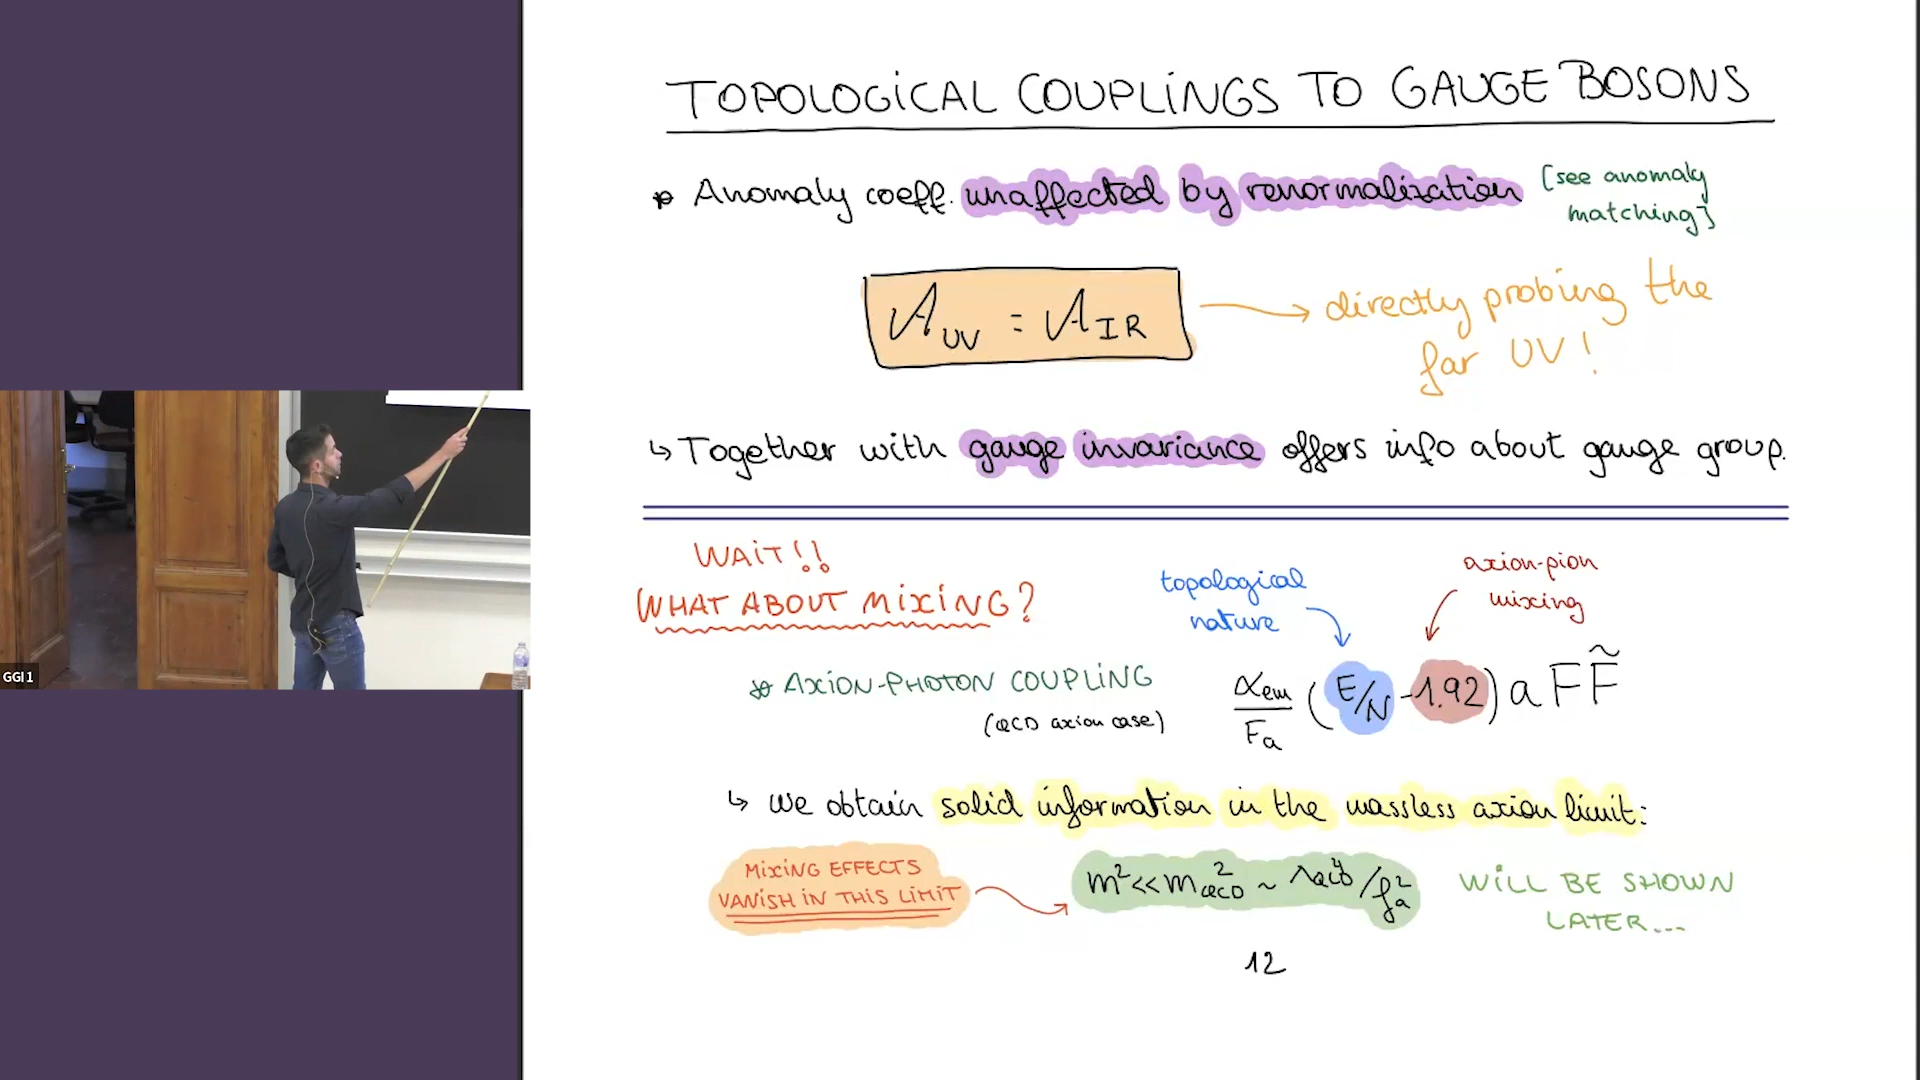 TOPOLOGICAL COUPLINGS TO GAUGE BOSONS
Anomaly coeff. unaffected by renormalization [see anomaly
matching]
A_UV = A_IR → directly probing the
far UV!
↳ Together with gauge invariance offers info about gauge group.
WAIT!!
WHAT ABOUT MIXING?
topological
nature
axion-pion
mixing
AXION-PHOTON COUPLING
(QCD axion case)
α_em / F_a (E/N - 1.92) a F F̃
↳ We obtain solid information in the massless axion limit:
MIXING EFFECTS
VANISH IN THIS LIMIT
m² << m²_QCD ~ Λ_QCD⁴ / f_a²
WILL BE SHOWN
LATER...
12
GGI 1